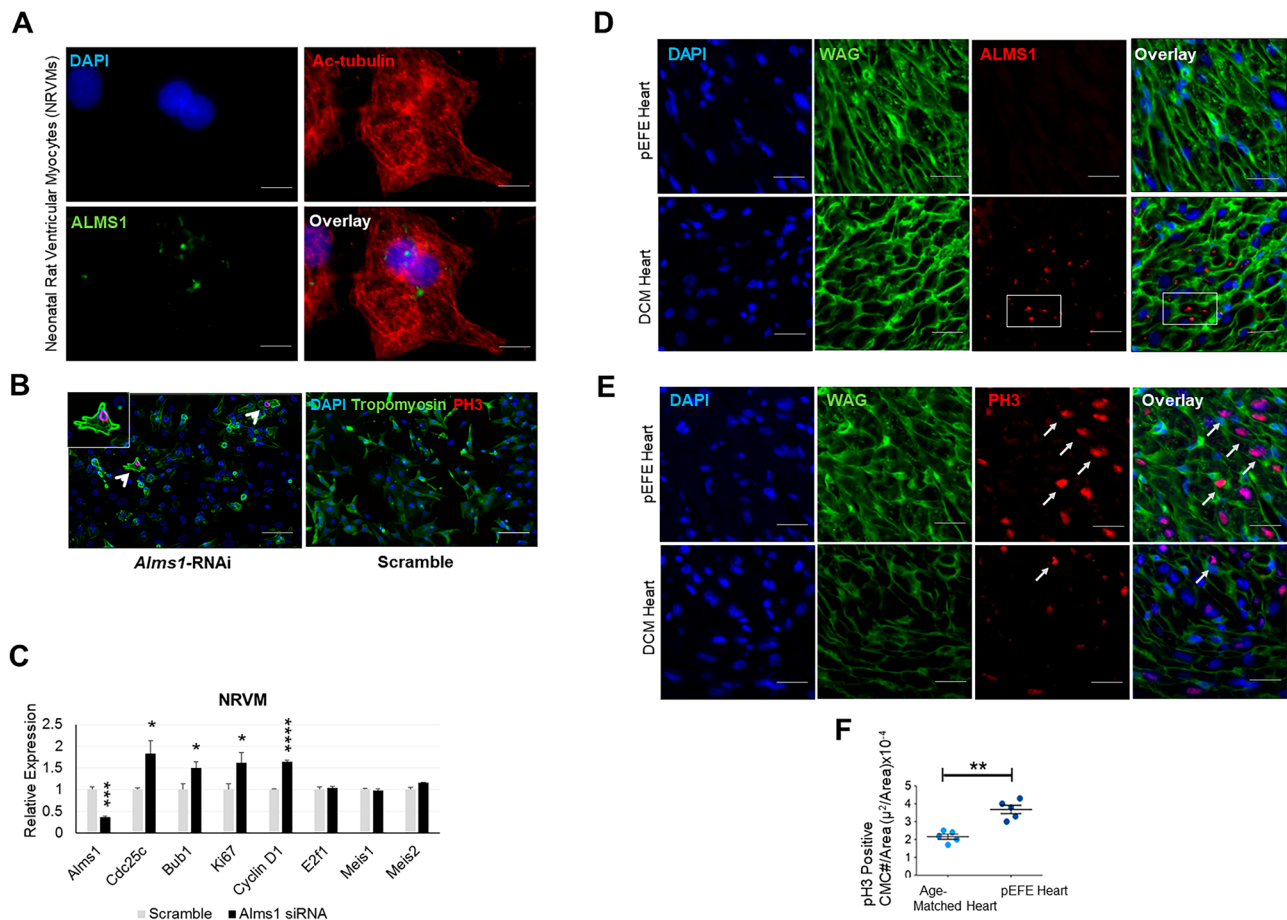 A
Neonatal Rat Ventricular Myocytes (NRVMs)
DAPI
Ac-tubulin
ALMS1
Overlay
B
DAPI Tropomyosin PH3
Alms1-RNAi
Scramble
C
NRVM
Relative Expression
2.5
2
1.5
1
0.5
0
***
*
*
*
****
Alms1
Cdc25c
Bub1
Ki67
Cyclin D1
E2f1
Meis1
Meis2
Scramble
Alms1 siRNA
D
pEFE Heart
DAPI
WAG
ALMS1
Overlay
DCM Heart
E
pEFE Heart
DAPI
WAG
PH3
Overlay
DCM Heart
F
pH3 Positive
CMC#/Area (µ²/Area)x10⁻⁴
**
5
4
3
2
1
0
Age-
Matched Heart
pEFE Heart